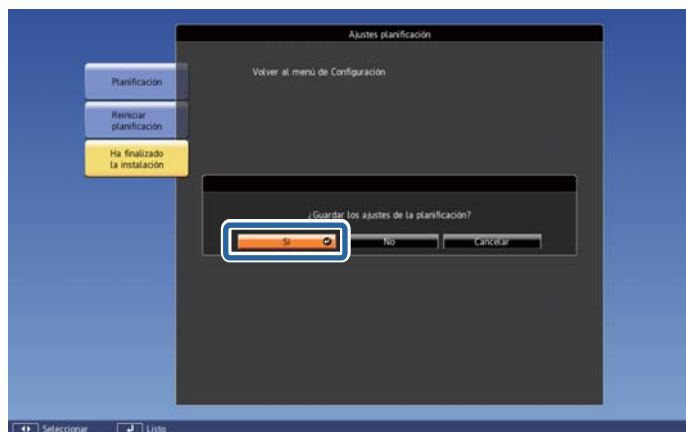 Ajustes planificación
Volver al menú de Configuración
Planificación
Reiniciar
planificación
Ha finalizado
la instalación
¿Guardar los ajustes de la planificación?
Sí
No
Cancelar
Seleccionar
Listo